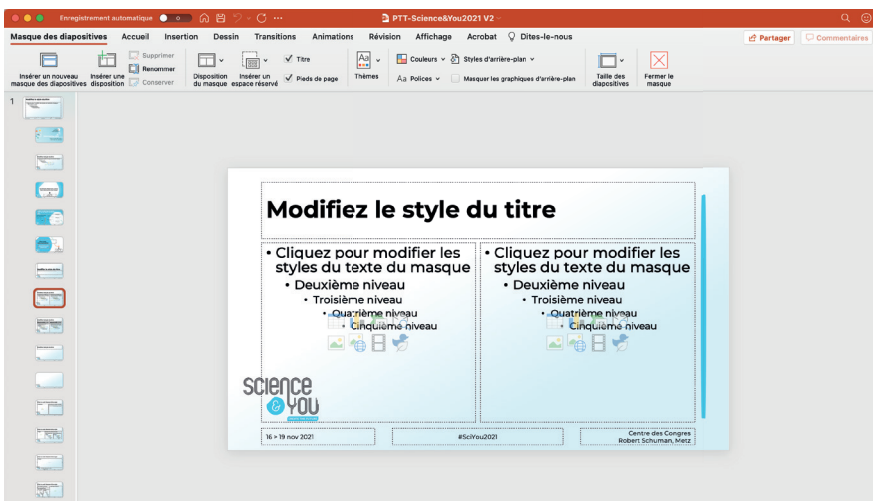 Enregistrement automatique
PTT-Science&You2021 V2
Masque des diapositives Accueil Insertion Dessin Transitions Animations Révision Affichage Acrobat Dites-le-nous Partager Commentaires
Insérer un nouveau masque des diapositives
Insérer une disposition
Supprimer
Renommer
Conserver
Disposition du masque
Insérer un espace réservé
Titre
Pieds de page
Aa
Thèmes
Couleurs
Aa Polices
Styles d'arrière-plan
Masquer les graphiques d'arrière-plan
Taille des diapositives
Fermer le masque
1
Modifiez le style du titre
• Cliquez pour modifier les
styles du texte du masque
• Deuxième niveau
• Troisième niveau
• Quatrième niveau
• Cinquième niveau
• Cliquez pour modifier les
styles du texte du masque
• Deuxième niveau
• Troisième niveau
• Quatrième niveau
• Cinquième niveau
SCIENCE
& YOU
16 > 19 nov 2021
#SciYou2021
Centre des Congres
Robert Schuman, Metz